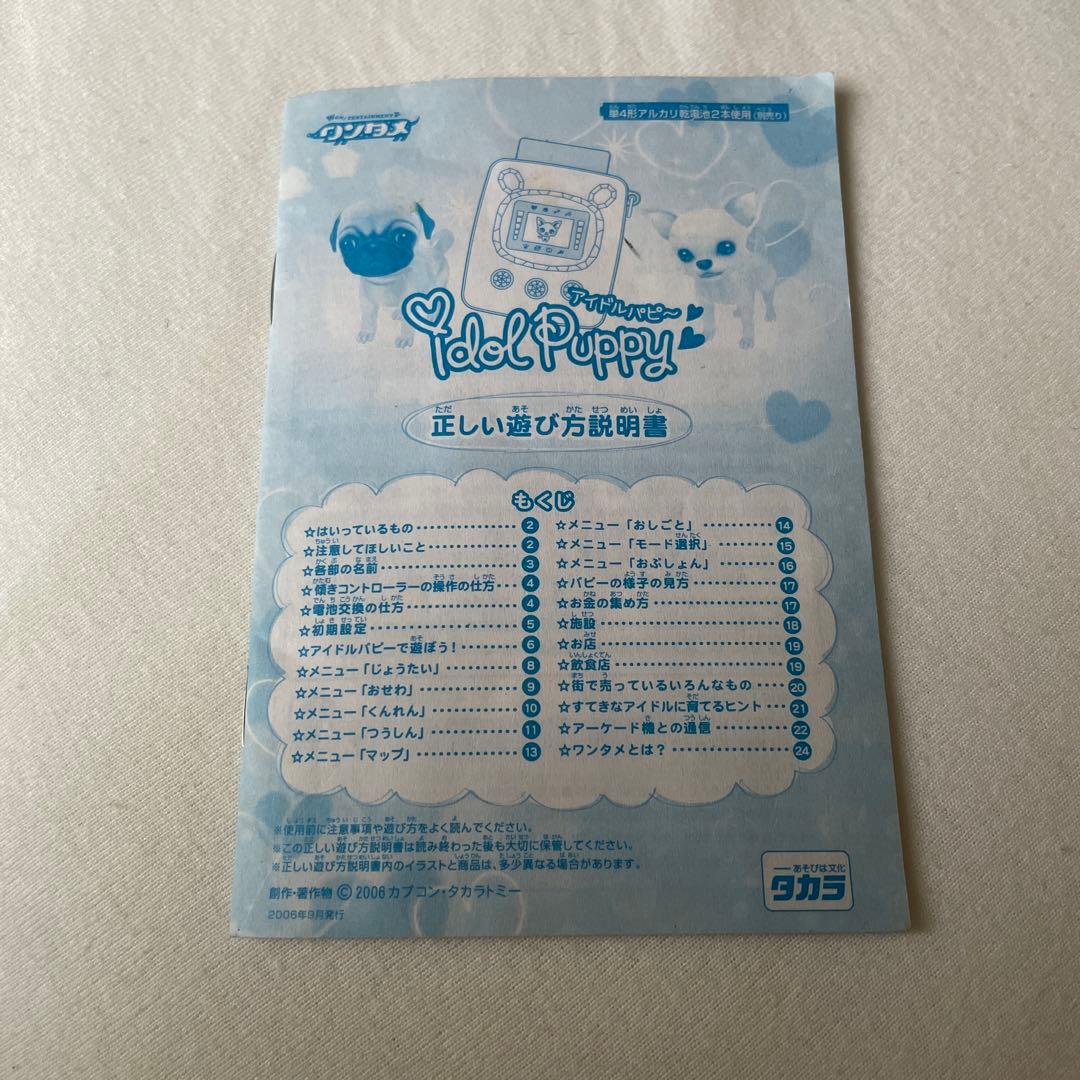 WAN! TERTAINMENT
ワンタメ
単4形アルカリ乾電池2本使用(別売り)
アイドルパピ〜
idol Puppy
正しい遊び方説明書
もくじ
☆はいっているもの 2
☆注意してほしいこと 2
☆各部の名前 3
☆傾きコントローラーの操作の仕方 4
☆電池交換の仕方 4
☆初期設定 5
☆アイドルパピーで遊ぼう! 6
☆メニュー「じょうたい」 8
☆メニュー「おせわ」 9
☆メニュー「くんれん」 10
☆メニュー「つうしん」 11
☆メニュー「マップ」 13
☆メニュー「おしごと」 14
☆メニュー「モード選択」 15
☆メニュー「おぷしょん」 16
☆パピーの様子の見方 17
☆お金の集め方 17
☆施設 18
☆お店 19
☆飲食店 19
☆街で売っているいろんなもの 20
☆すてきなアイドルに育てるヒント 21
☆アーケード機との通信 22
☆ワンタメとは? 24
※使用前に注意事項や遊び方をよく読んでください。
※この正しい遊び方説明書は読み終わった後も大切に保管してください。
※正しい遊び方説明書内のイラストと商品は、多少異なる場合があります。
創作・著作物 © 2006 カプコン・タカラトミー
2006年9月発行
あそびは文化
タカラ